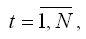 t = \overline{1, N},